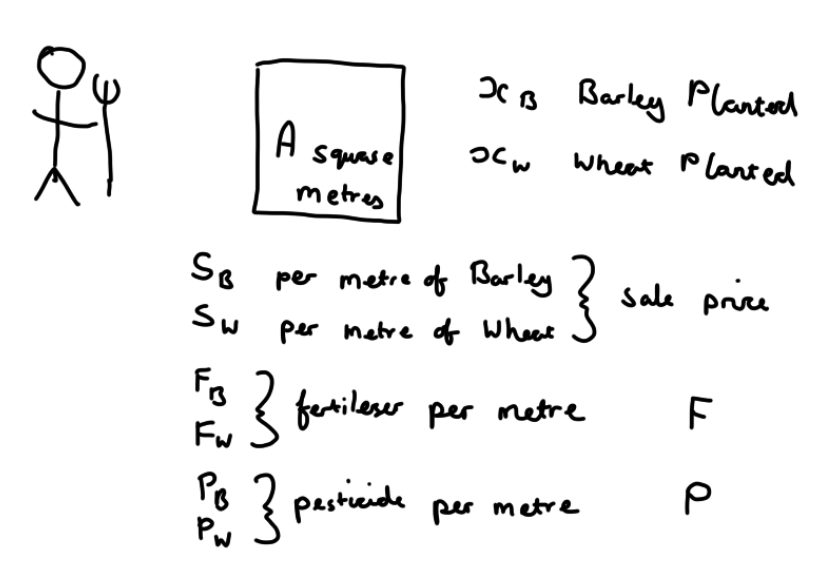 x_B Barley Planted
A square metres
x_W Wheat Planted
S_B per metre of Barley
S_W per metre of Wheat
} sale price
F_B
F_W
} fertileser per metre F
P_B
P_W
} pesticide per metre P